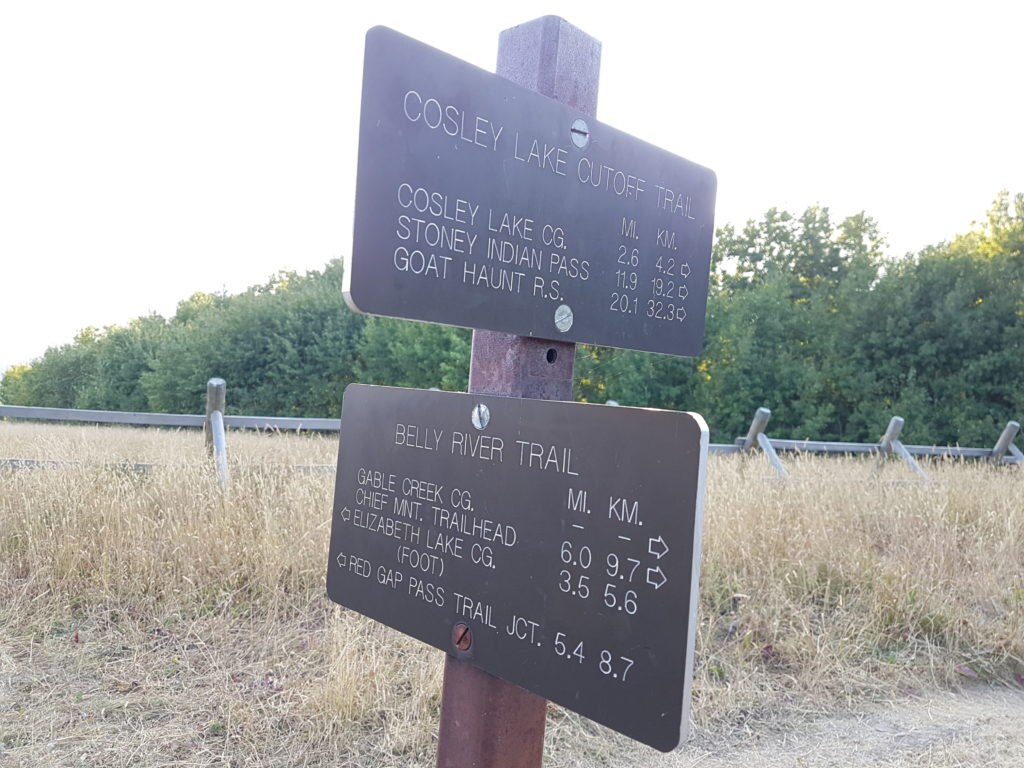 COSLEY LAKE CUTOFF TRAIL
MI. KM.
COSLEY LAKE CG. 2.6 4.2 ⇨
STONEY INDIAN PASS 11.9 19.2 ⇨
GOAT HAUNT R.S. 20.1 32.3 ⇨
BELLY RIVER TRAIL
MI. KM.
GABLE CREEK CG. – – ⇨
CHIEF MNT. TRAILHEAD 6.0 9.7 ⇨
⇦ ELIZABETH LAKE CG. 3.5 5.6
(FOOT)
⇦ RED GAP PASS TRAIL JCT. 5.4 8.7